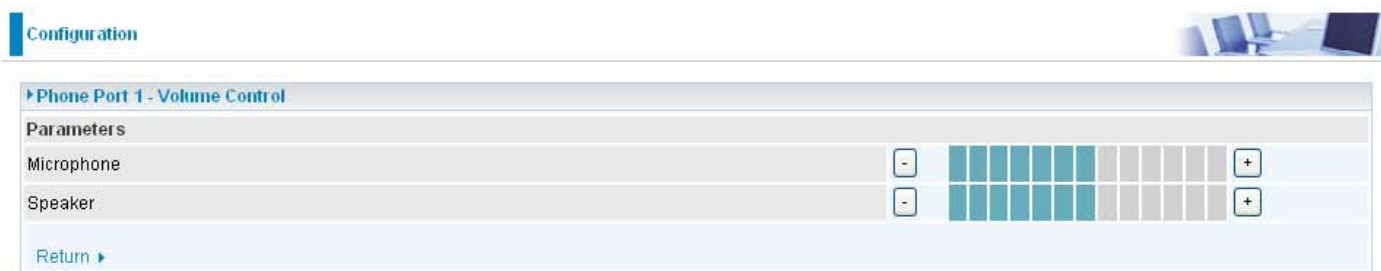 Configuration
Phone Port 1 - Volume Control
Parameters
Microphone - +
Speaker - +
Return